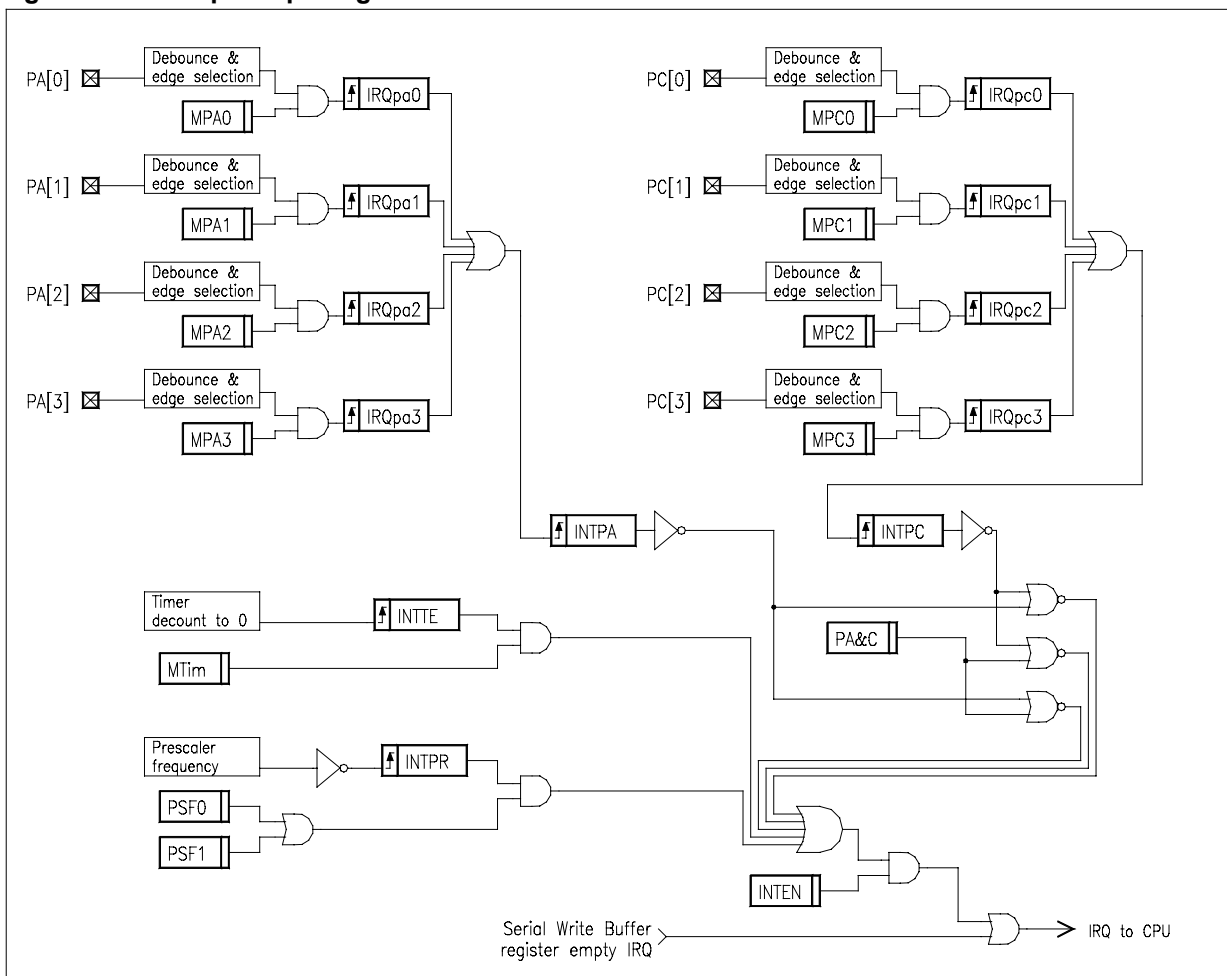 Debounce &
edge selection
PA[0]
MPA0
IRQpa0
Debounce &
edge selection
PA[1]
MPA1
IRQpa1
Debounce &
edge selection
PA[2]
MPA2
IRQpa2
Debounce &
edge selection
PA[3]
MPA3
IRQpa3
Debounce &
edge selection
PC[0]
MPC0
IRQpc0
Debounce &
edge selection
PC[1]
MPC1
IRQpc1
Debounce &
edge selection
PC[2]
MPC2
IRQpc2
Debounce &
edge selection
PC[3]
MPC3
IRQpc3
INTPA
INTPC
Timer
decount to 0
INTTE
MTim
PA&C
Prescaler
frequency
INTPR
PSF0
PSF1
INTEN
Serial Write Buffer
register empty IRQ
IRQ to CPU